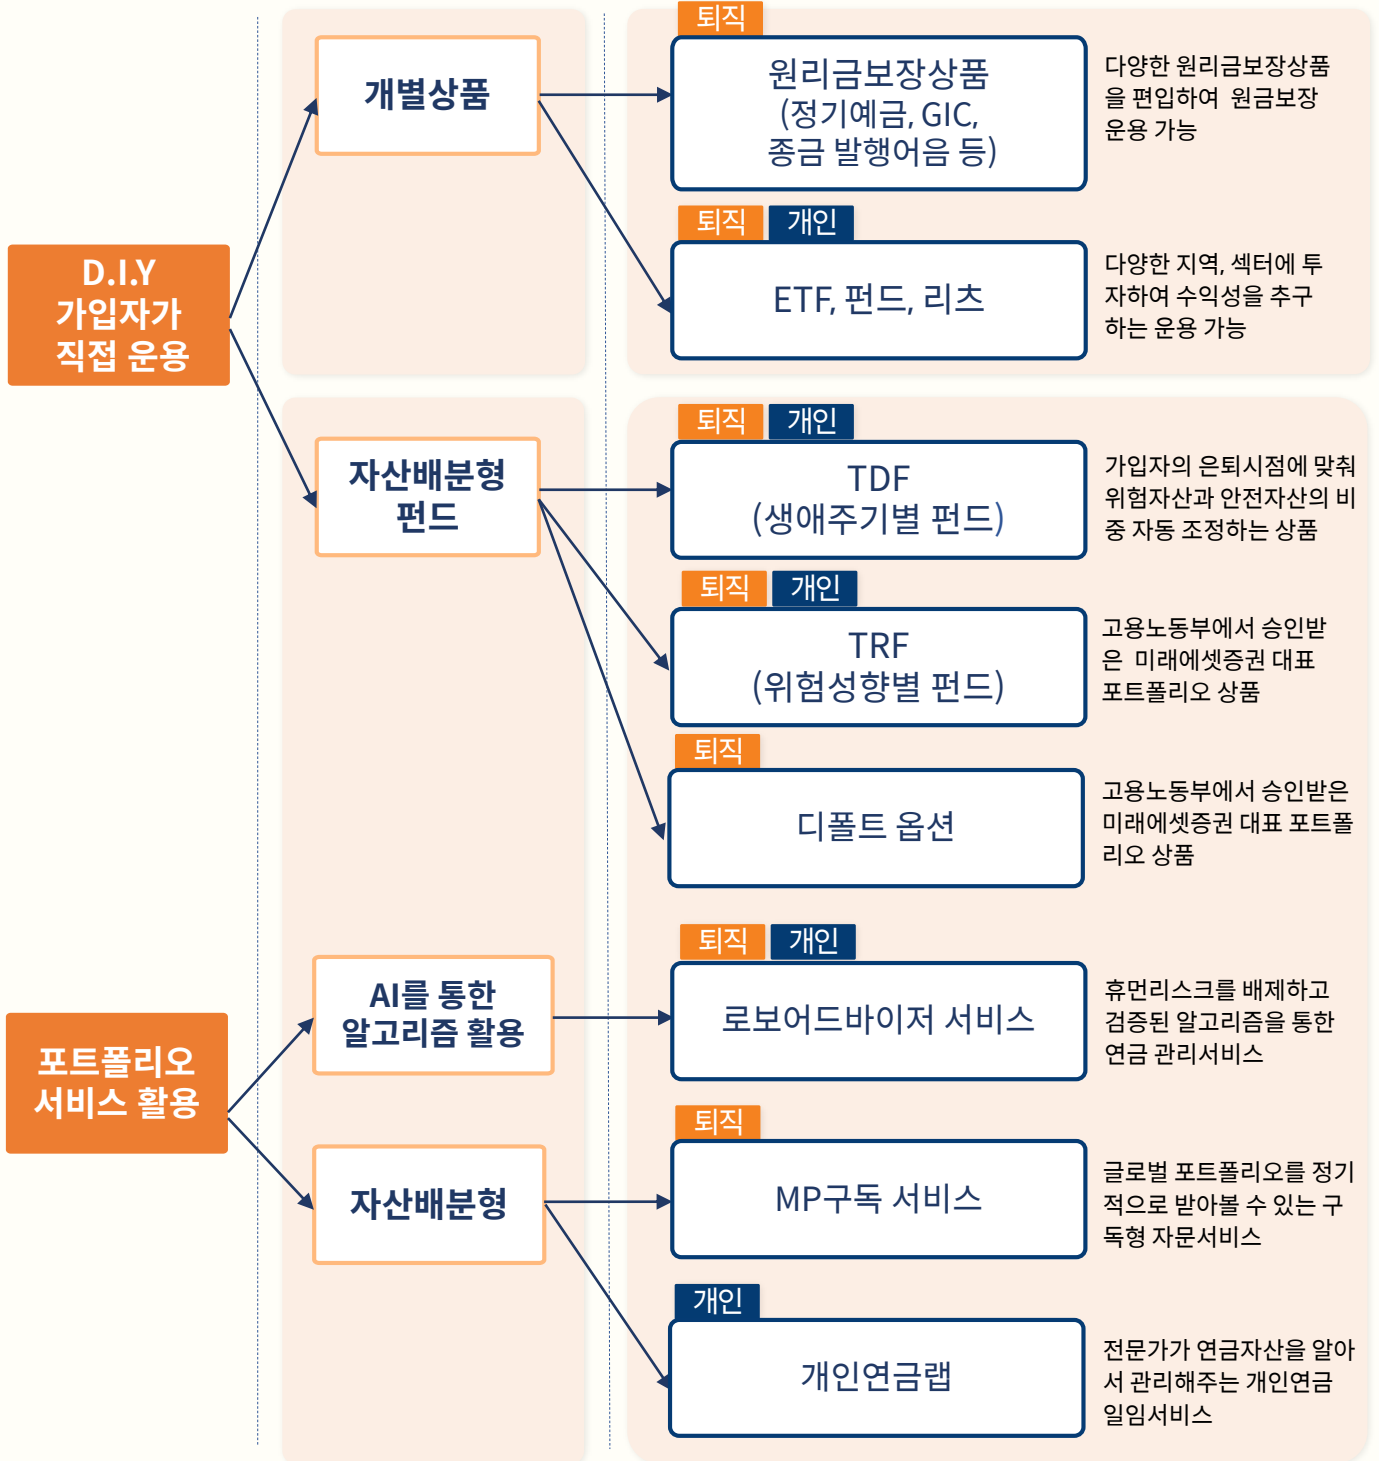 D.I.Y
가입자가
직접 운용
개별상품
퇴직
원리금보장상품
(정기예금, GIC,
종금 발행어음 등)
다양한 원리금보장상품
을 편입하여 원금보장
운용 가능
퇴직 개인
ETF, 펀드, 리츠
다양한 지역, 섹터에 투
자하여 수익성을 추구
하는 운용 가능
자산배분형
펀드
퇴직 개인
TDF
(생애주기별 펀드)
가입자의 은퇴시점에 맞춰
위험자산과 안전자산의 비
중 자동 조정하는 상품
퇴직 개인
TRF
(위험성향별 펀드)
고용노동부에서 승인받
은 미래에셋증권 대표
포트폴리오 상품
퇴직
디폴트 옵션
고용노동부에서 승인받은
미래에셋증권 대표 포트폴
리오 상품
포트폴리오
서비스 활용
AI를 통한
알고리즘 활용
퇴직 개인
로보어드바이저 서비스
휴먼리스크를 배제하고
검증된 알고리즘을 통한
연금 관리서비스
자산배분형
퇴직
MP구독 서비스
글로벌 포트폴리오를 정기
적으로 받아볼 수 있는 구
독형 자문서비스
개인
개인연금랩
전문가가 연금자산을 알아
서 관리해주는 개인연금
일임서비스